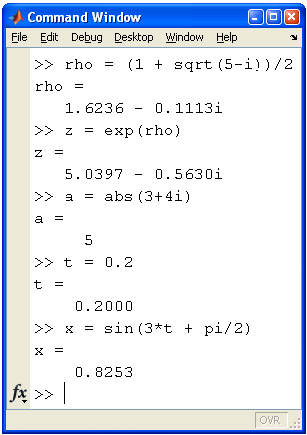 Command Window
File Edit Debug Desktop Window
>> rho = (1 + sqrt(5-i))/2
rho =
1.6236 - 0.1113i
>> z = exp(rho)
z =
5.0397 - 0.5630i
>> a = abs(3+4i)
a =
5
>> t = 0.2
t =
0.2000
>> x = sin(3*t + pi/2)
x =
0.8253
fx >>
OVR